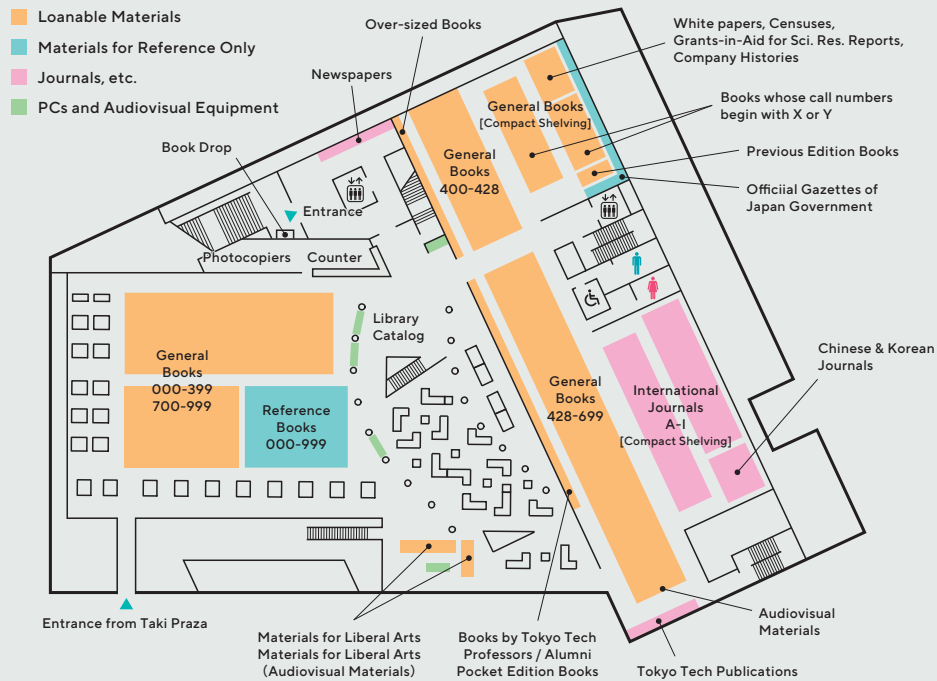 Loanable Materials
Materials for Reference Only
Journals, etc.
PCs and Audiovisual Equipment
Over-sized Books
Newspapers
Book Drop
Entrance
Photocopiers
Counter
White papers, Censuses,
Grants-in-Aid for Sci. Res. Reports,
Company Histories
General Books
[Compact Shelving]
Books whose call numbers
begin with X or Y
General
Books
400-428
Previous Edition Books
Officiial Gazettes of
Japan Government
Library
Catalog
General
Books
000-399
700-999
Reference
Books
000-999
General
Books
428-699
International
Journals
A-I
[Compact Shelving]
Chinese & Korean
Journals
Entrance from Taki Praza
Materials for Liberal Arts
Materials for Liberal Arts
(Audiovisual Materials)
Books by Tokyo Tech
Professors / Alumni
Pocket Edition Books
Audiovisual
Materials
Tokyo Tech Publications